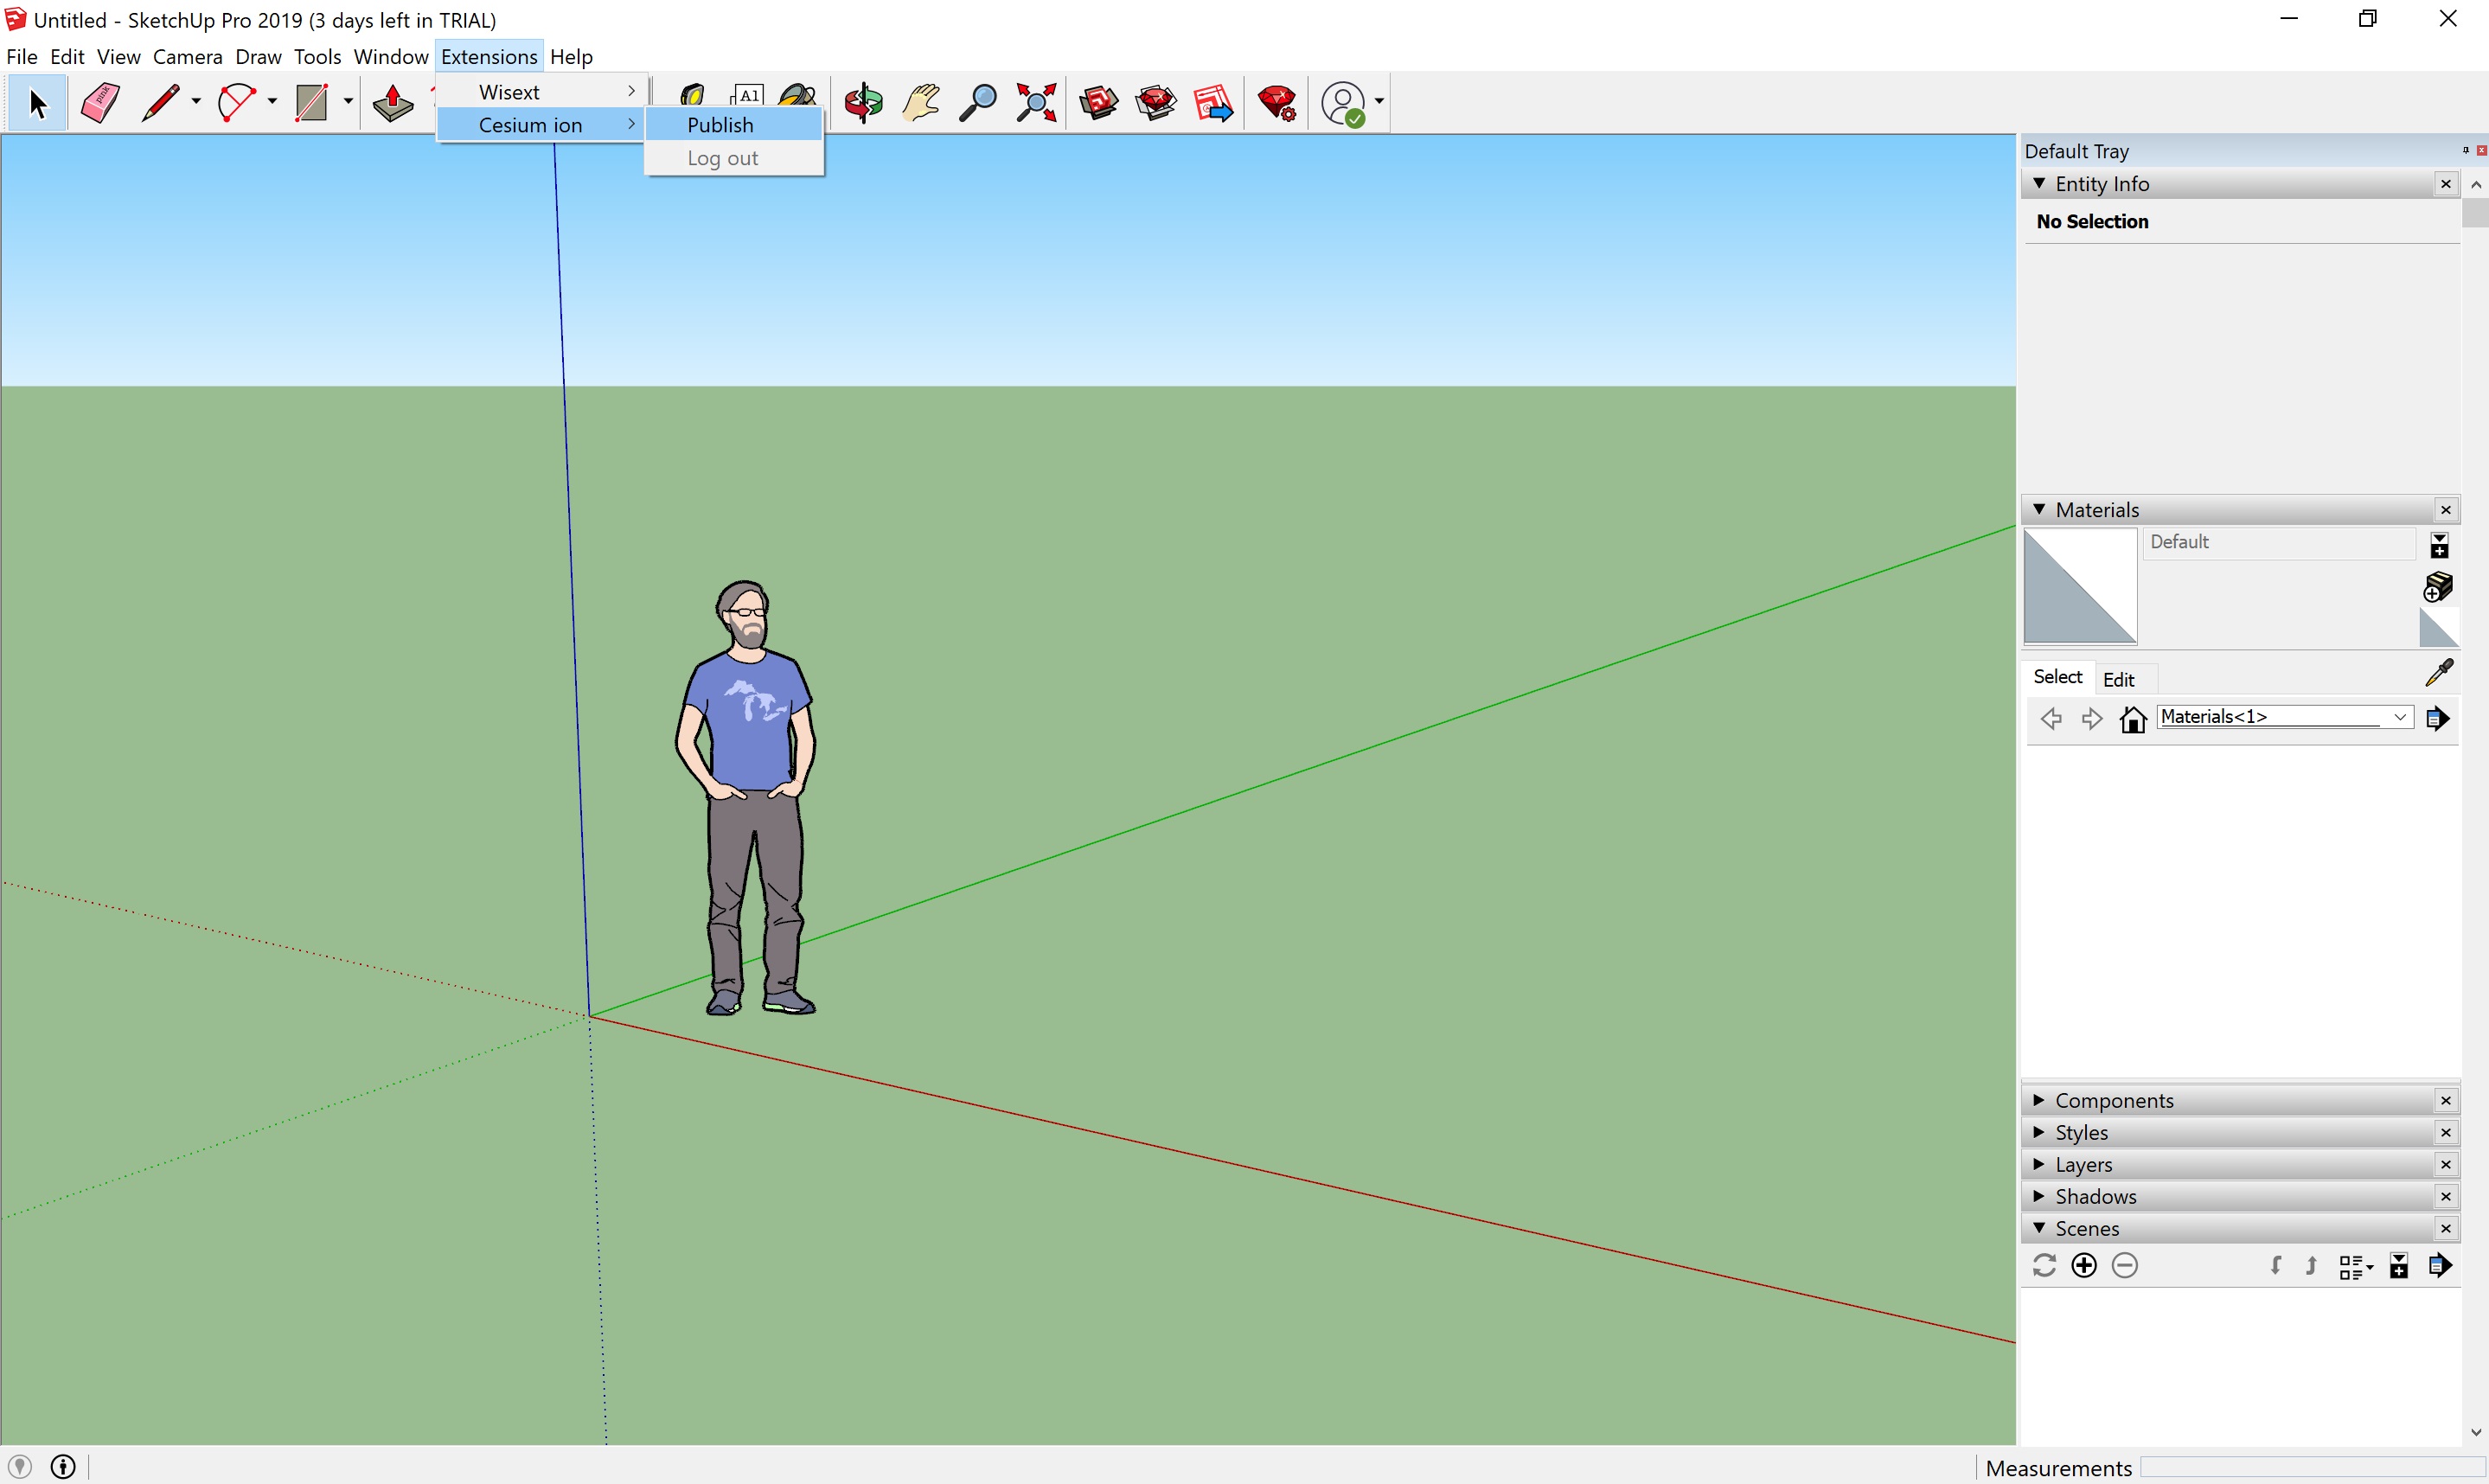 Untitled - SketchUp Pro 2019 (3 days left in TRIAL)
File Edit View Camera Draw Tools Window Extensions Help
Wisext
Cesium ion
Publish
Log out
pink
A1
Default Tray
Entity Info
No Selection
Materials
Default
Select
Edit
Materials<1>
Components
Styles
Layers
Shadows
Scenes
Measurements